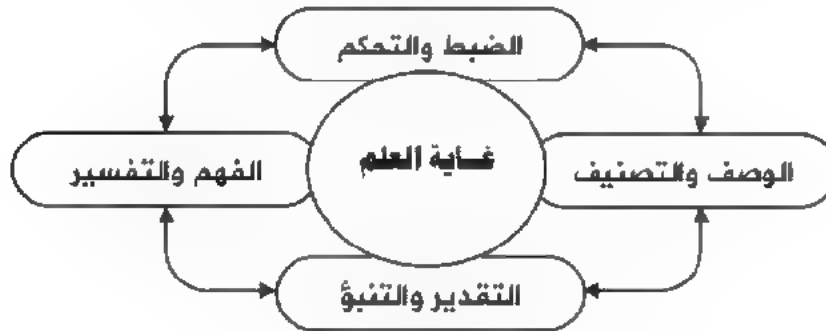 الضبط والتحكم
غاية العلم
الوصف والتصنيف
الفهم والتفسير
التقدير والتنبؤ